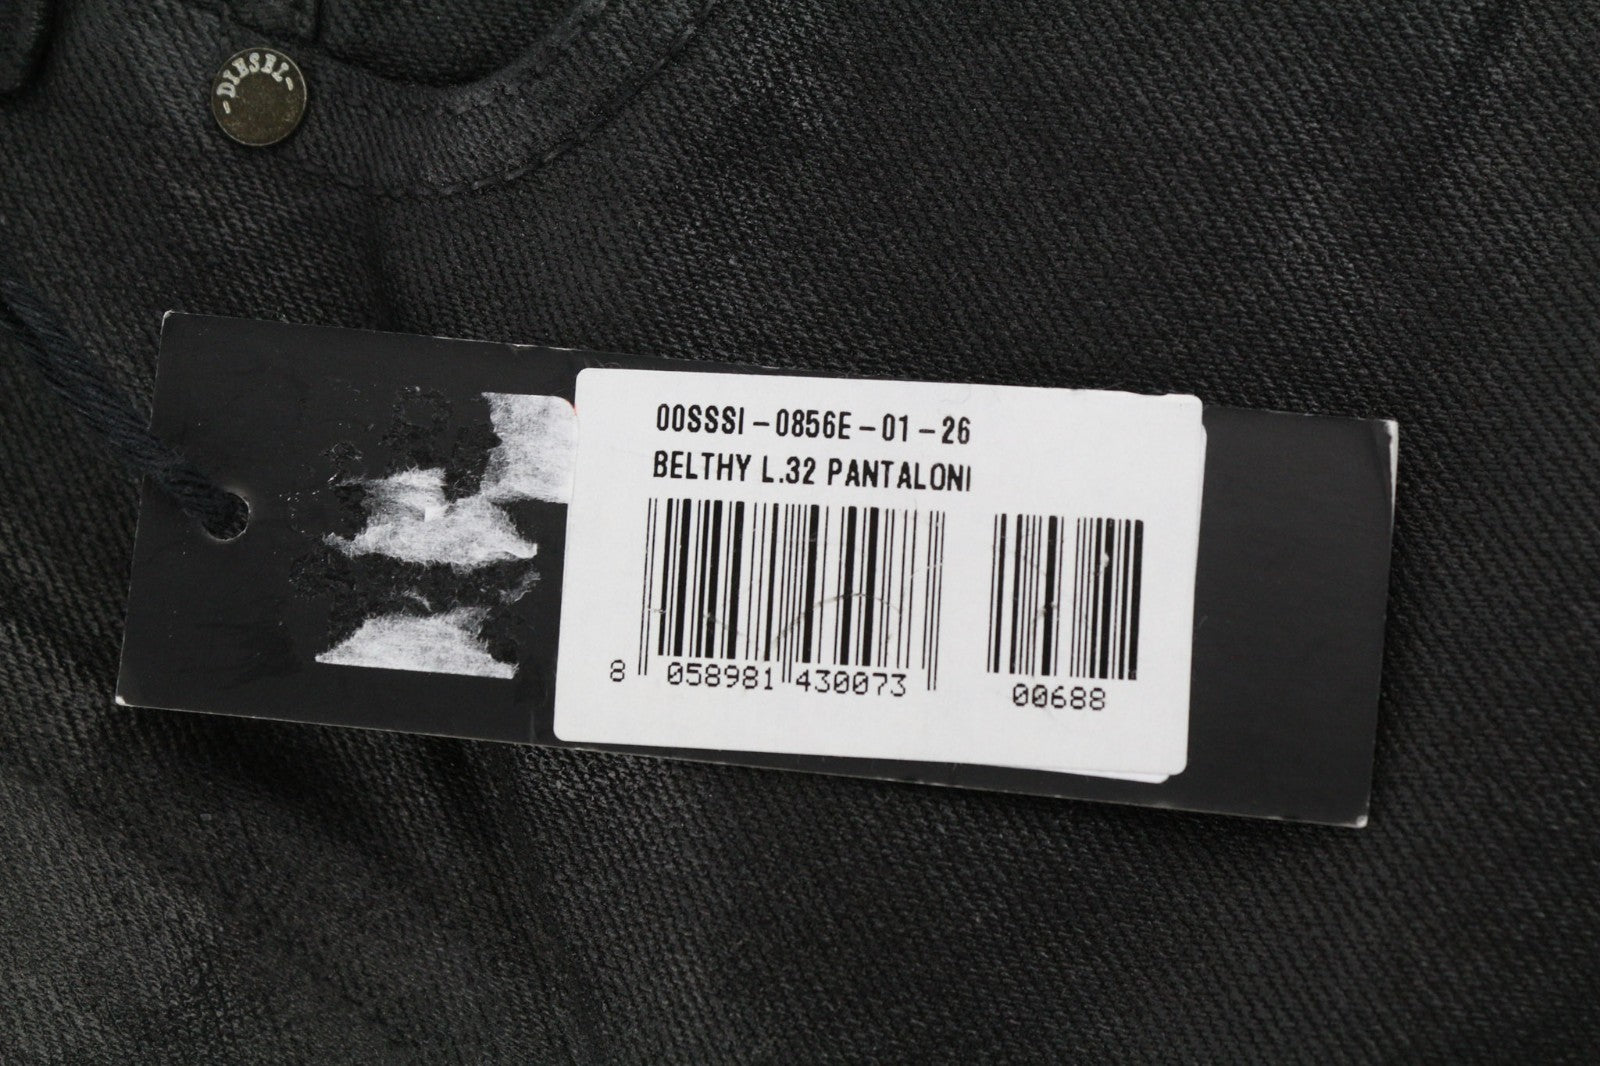 -DIESEL-
00SSSI-0856E-01-26
BELTHY L.32 PANTALONI
8 058981 430073
00688